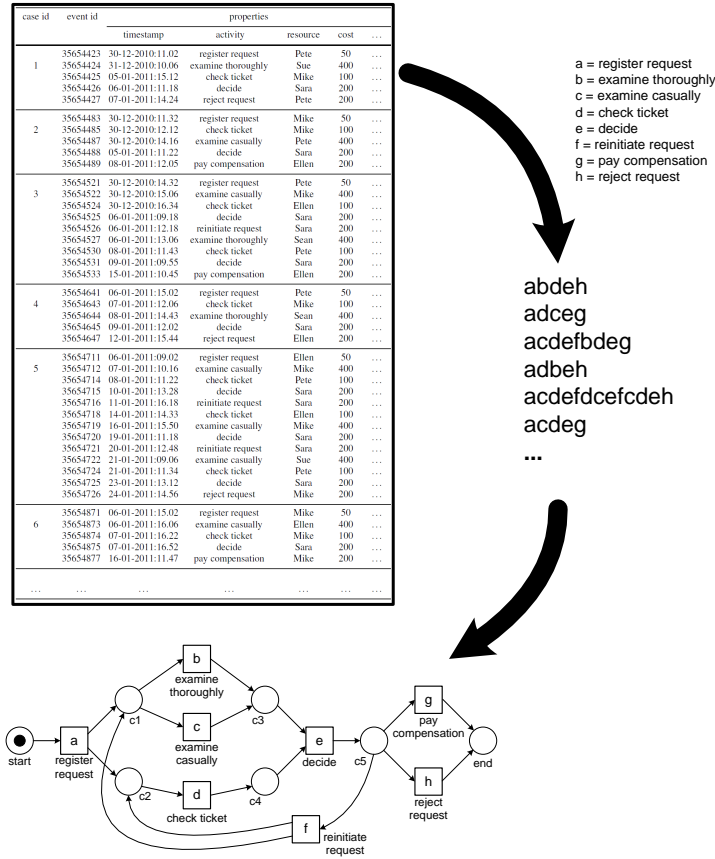 case id event id properties
timestamp activity resource cost ...
35654423 30-12-2010:11.02 register request Pete 50 ...
1 35654424 31-12-2010:10.06 examine thoroughly Sue 400 ...
35654425 05-01-2011:15.12 check ticket Mike 100 ...
35654426 06-01-2011:11.18 decide Sara 200 ...
35654427 07-01-2011:14.24 reject request Pete 200 ...
35654483 30-12-2010:11.32 register request Mike 50 ...
2 35654485 30-12-2010:12.12 check ticket Mike 100 ...
35654487 30-12-2010:14.16 examine casually Pete 400 ...
35654488 05-01-2011:11.22 decide Sara 200 ...
35654489 08-01-2011:12.05 pay compensation Ellen 200 ...
35654521 30-12-2010:14.32 register request Pete 50 ...
3 35654522 30-12-2010:15.06 examine casually Mike 400 ...
35654524 30-12-2010:16.34 check ticket Ellen 100 ...
35654525 06-01-2011:09.18 decide Sara 200 ...
35654526 06-01-2011:12.18 reinitiate request Sara 200 ...
35654527 06-01-2011:13.06 examine thoroughly Sean 400 ...
35654530 08-01-2011:11.43 check ticket Pete 100 ...
35654531 09-01-2011:09.55 decide Sara 200 ...
35654533 15-01-2011:10.45 pay compensation Ellen 200 ...
35654641 06-01-2011:15.02 register request Pete 50 ...
4 35654643 07-01-2011:12.06 check ticket Mike 100 ...
35654644 08-01-2011:14.43 examine thoroughly Sean 400 ...
35654645 09-01-2011:12.02 decide Sara 200 ...
35654647 12-01-2011:15.44 reject request Ellen 200 ...
35654711 06-01-2011:09.02 register request Ellen 50 ...
5 35654712 07-01-2011:10.16 examine casually Mike 400 ...
35654714 08-01-2011:11.22 check ticket Pete 100 ...
35654715 10-01-2011:13.28 decide Sara 200 ...
35654716 11-01-2011:16.18 reinitiate request Sara 200 ...
35654718 14-01-2011:14.33 check ticket Ellen 100 ...
35654719 16-01-2011:15.50 examine casually Mike 400 ...
35654720 19-01-2011:11.18 decide Sara 200 ...
35654721 20-01-2011:12.48 reinitiate request Sara 200 ...
35654722 21-01-2011:09.06 examine casually Sue 400 ...
35654724 21-01-2011:11.34 check ticket Pete 100 ...
35654725 23-01-2011:13.12 decide Sara 200 ...
35654726 24-01-2011:14.56 reject request Mike 200 ...
35654871 06-01-2011:15.02 register request Mike 50 ...
6 35654873 06-01-2011:16.06 examine casually Ellen 400 ...
35654874 07-01-2011:16.22 check ticket Mike 100 ...
35654875 07-01-2011:16.52 decide Sara 200 ...
35654877 16-01-2011:11.47 pay compensation Mike 200 ...
... ... ... ... ... ... ...
a = register request
b = examine thoroughly
c = examine casually
d = check ticket
e = decide
f = reinitiate request
g = pay compensation
h = reject request
abdeh
adceg
acdefbdeg
adbeh
acdefdcefcdeh
acdeg
...
start
a
register
request
c1
b
examine
thoroughly
c
examine
casually
c2
d
check ticket
c3
c4
e
decide
c5
f
reinitiate
request
g
pay
compensation
h
reject
request
end